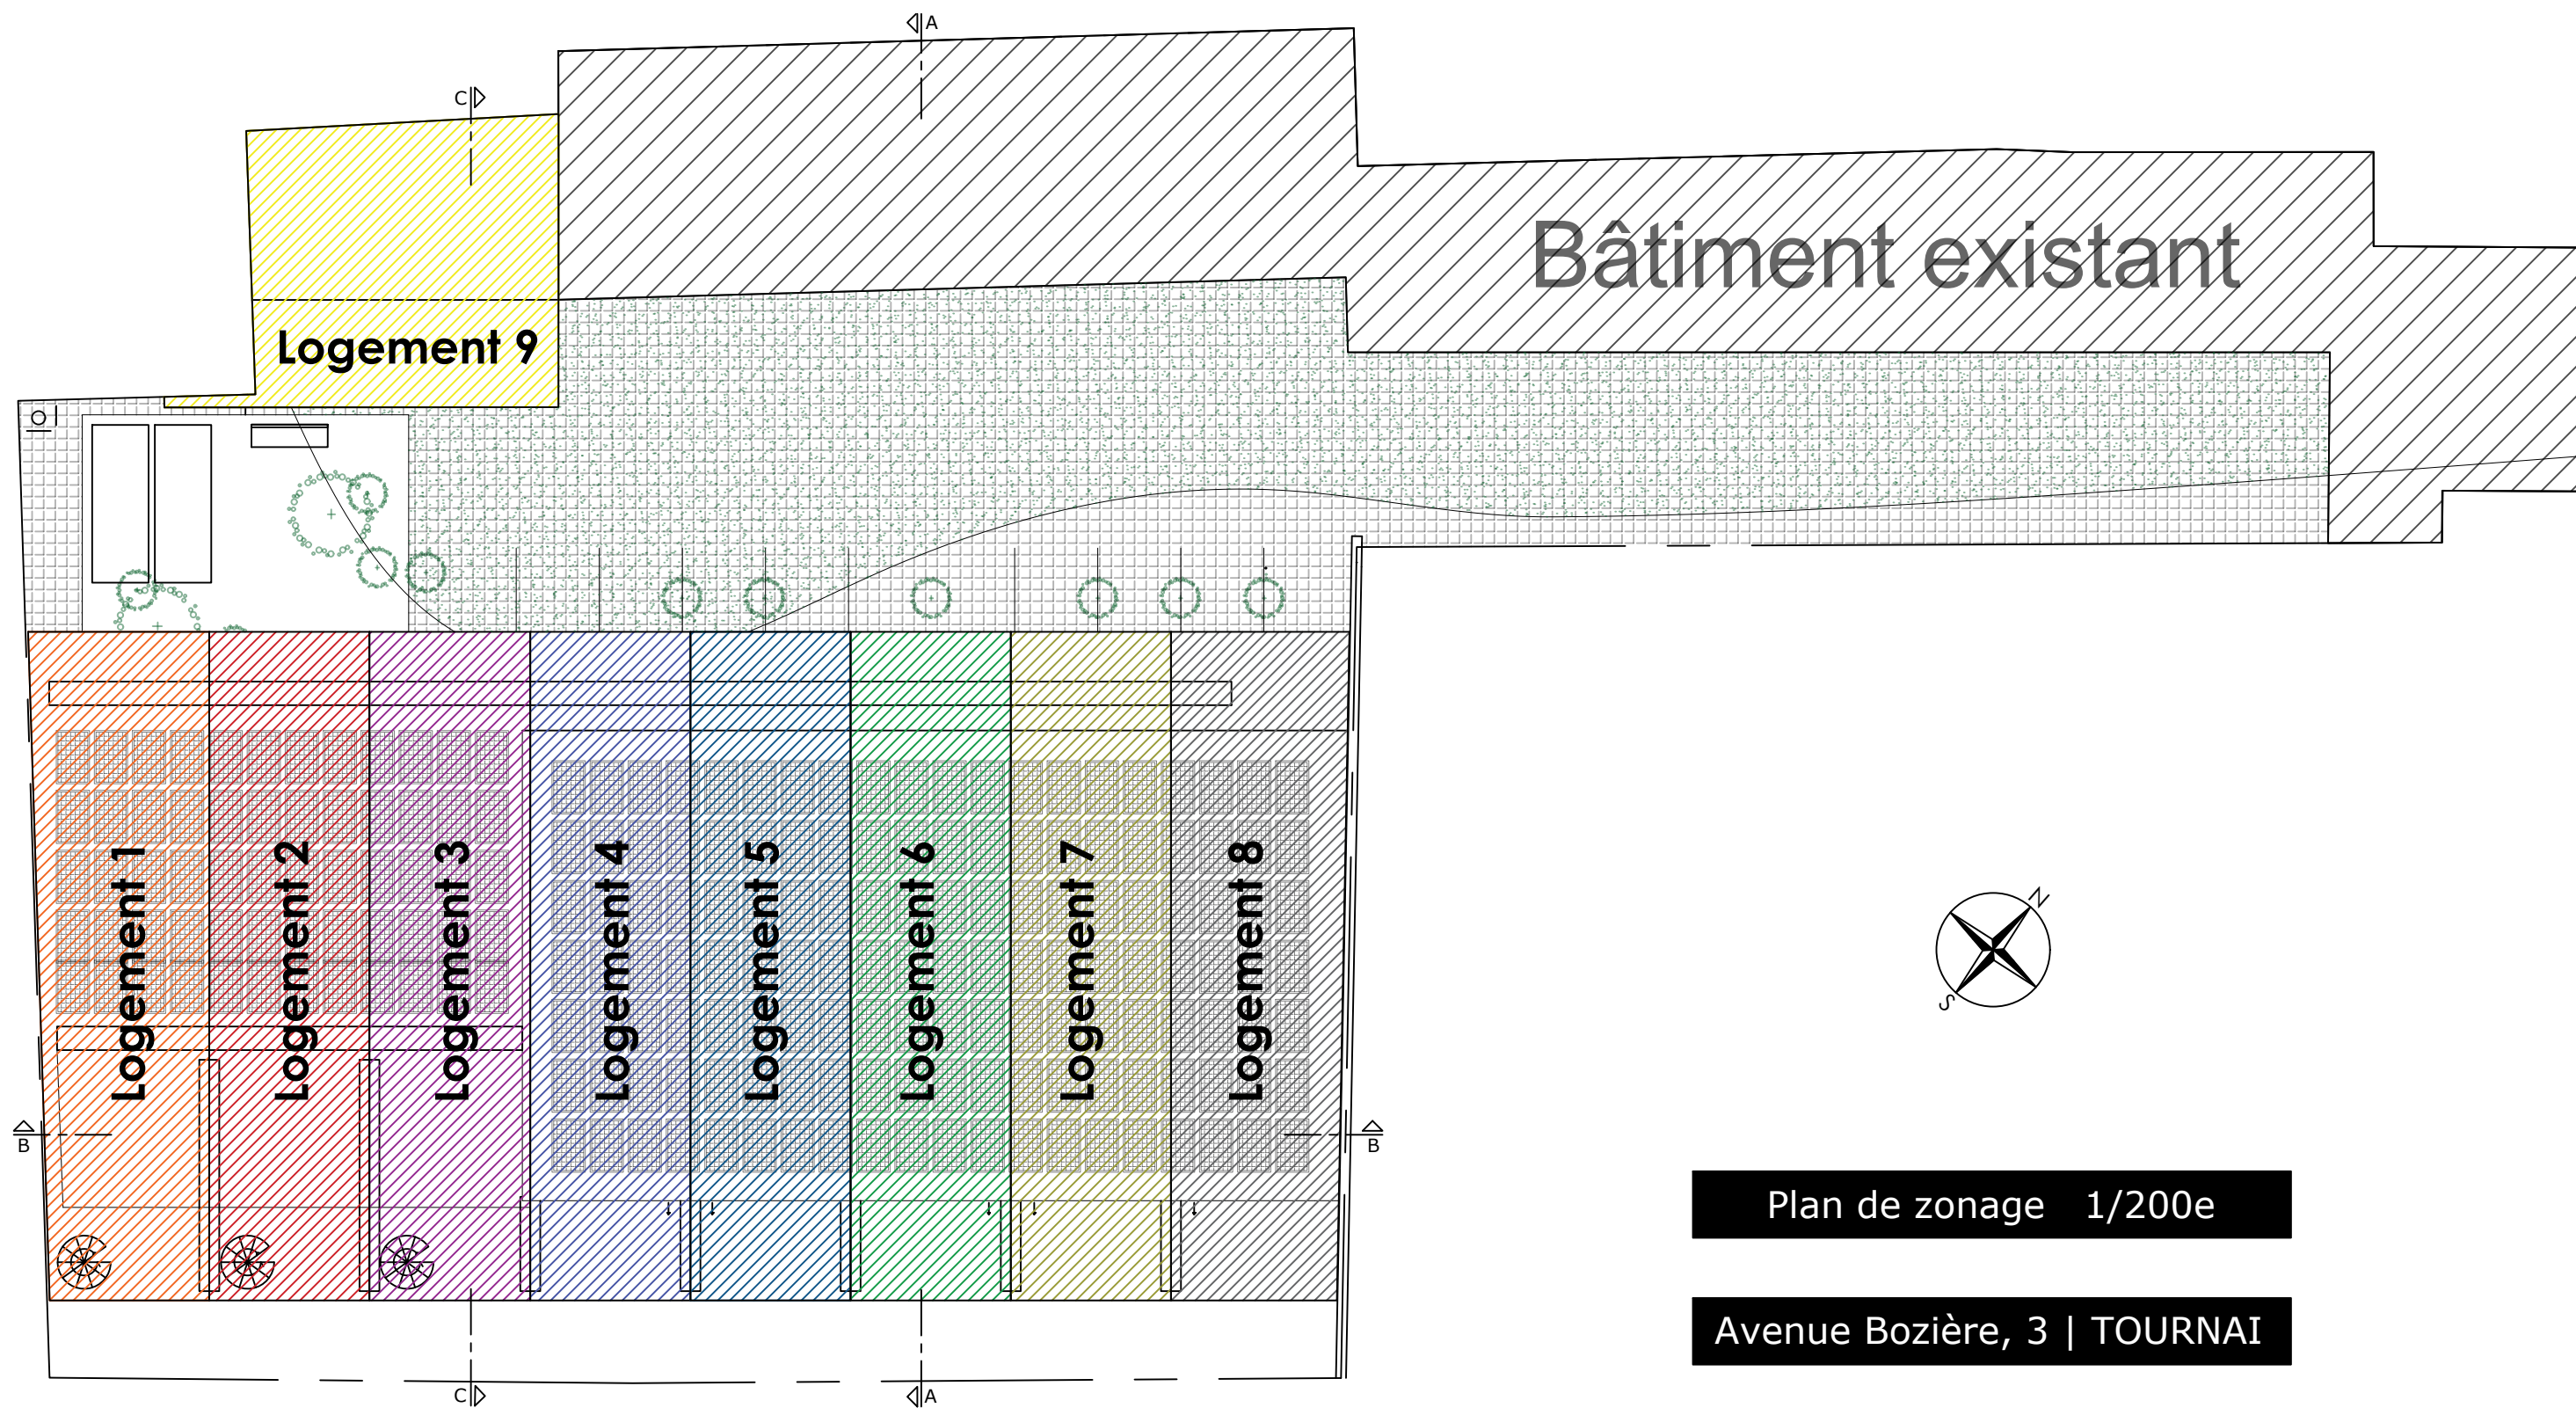 A
C
Bâtiment existant
Logement 9
Logement 1
Logement 2
Logement 3
Logement 4
Logement 5
Logement 6
Logement 7
Logement 8
N
S
B
B
Plan de zonage 1/200e
Avenue Bozière, 3 | TOURNAI
C
A